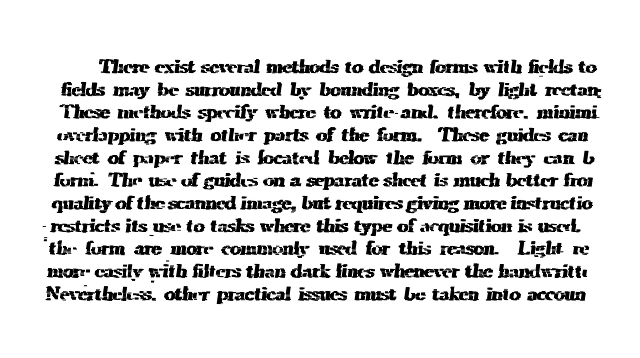 There exist several methods to design forms with fields to
fields may be surrounded by bounding boxes, by light rectan
These methods specify where to write and, therefore, minimi
overlapping with other parts of the form. These guides can
sheet of paper that is located below the form or they can b
form. The use of guides on a separate sheet is much better fror
quality of the scanned image, but requires giving more instructio
restricts its use to tasks where this type of acquisition is used.
the form are more commonly used for this reason. Light re
more easily with filters than dark lines whenever the handwritte
Nevertheless, other practical issues must be taken into accoun